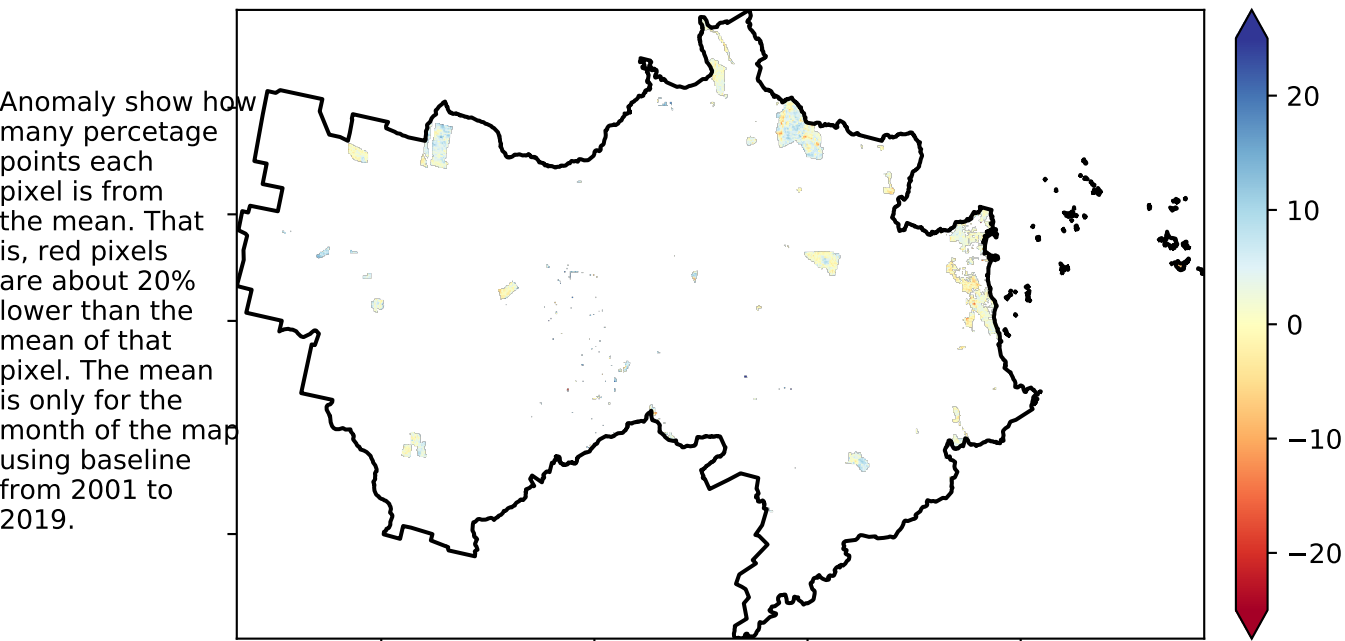 Anomaly show how
many percetage
points each
pixel is from
the mean. That
is, red pixels
are about 20%
lower than the
mean of that
pixel. The mean
is only for the
month of the map
using baseline
from 2001 to
2019.
20
10
0
−10
−20